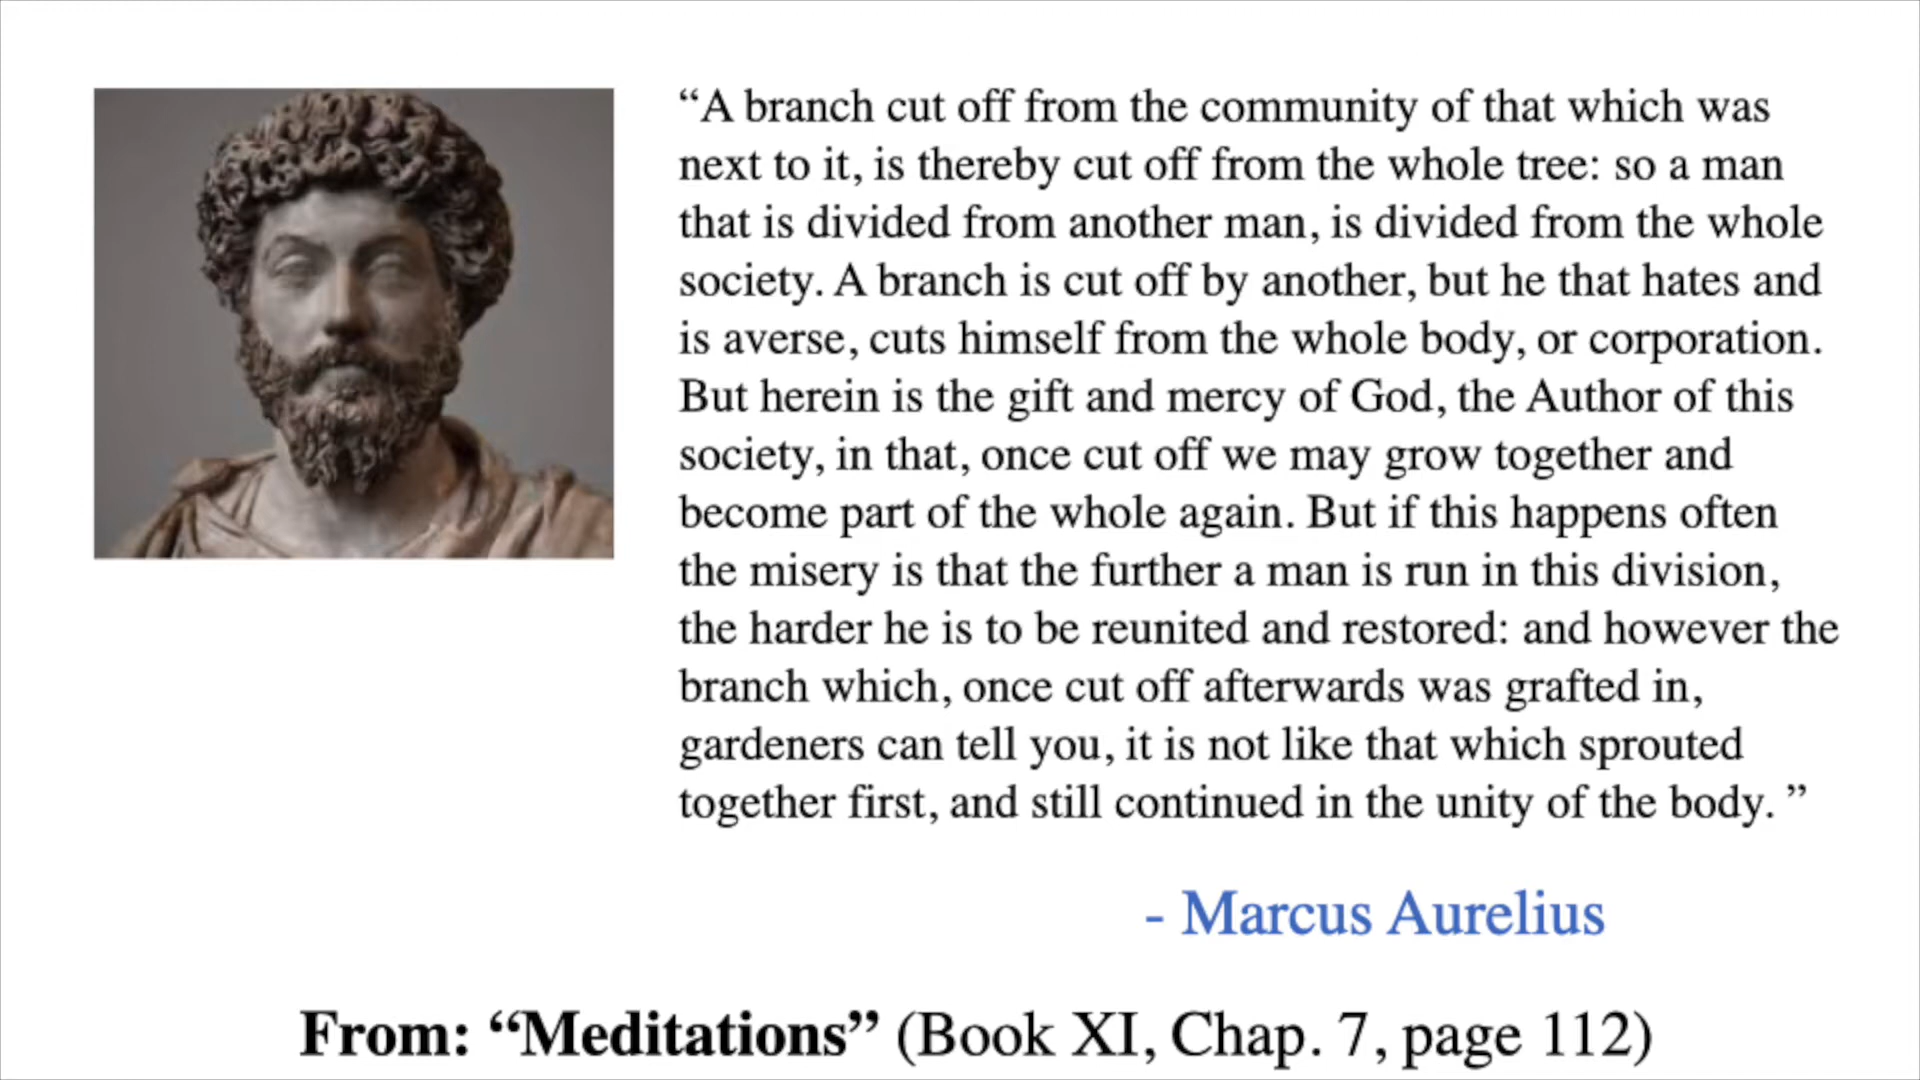 “A branch cut off from the community of that which was
next to it, is thereby cut off from the whole tree: so a man
that is divided from another man, is divided from the whole
society. A branch is cut off by another, but he that hates and
is averse, cuts himself from the whole body, or corporation.
But herein is the gift and mercy of God, the Author of this
society, in that, once cut off we may grow together and
become part of the whole again. But if this happens often
the misery is that the further a man is run in this division,
the harder he is to be reunited and restored: and however the
branch which, once cut off afterwards was grafted in,
gardeners can tell you, it is not like that which sprouted
together first, and still continued in the unity of the body. ”
- Marcus Aurelius
From: “Meditations” (Book XI, Chap. 7, page 112)